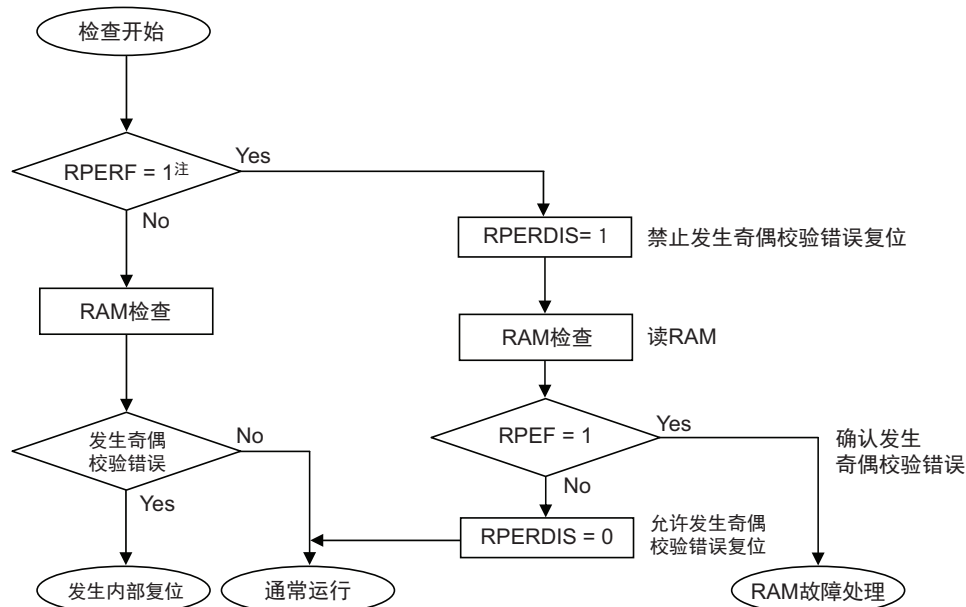 检查开始
RPERF = 1注
Yes
No
RPERDIS= 1
禁止发生奇偶校验错误复位
RAM检查
RAM检查
读RAM
发生奇偶
校验错误
No
Yes
RPEF = 1
Yes
No
确认发生
奇偶校验错误
RPERDIS = 0
允许发生奇偶
校验错误复位
发生内部复位
通常运行
RAM故障处理